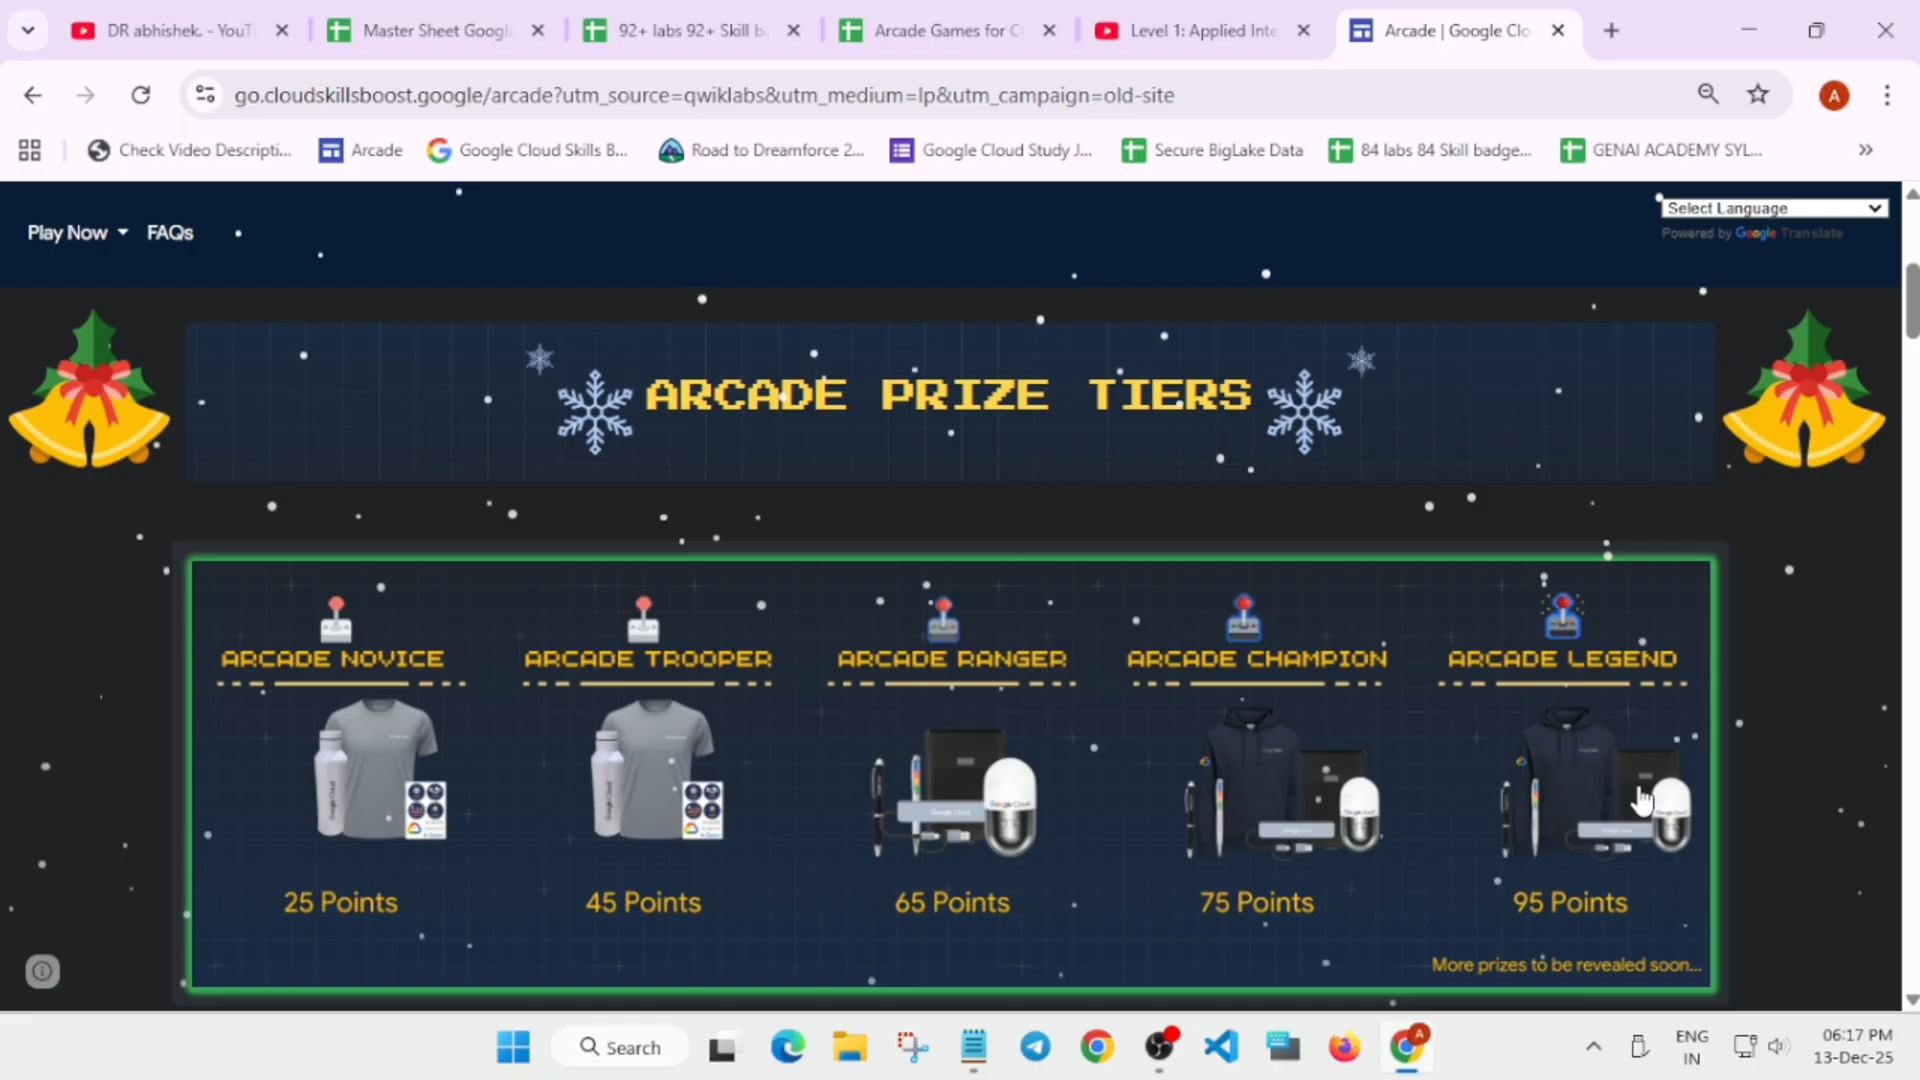 DR abhishek. - YouT
Master Sheet Googl
92+ labs 92+ Skill b
Arcade Games for C
Level 1: Applied Inte
Arcade | Google Clo
go.cloudskillsboost.google/arcade?utm_source=qwiklabs&utm_medium=lp&utm_campaign=old-site
A
Check Video Descripti...
Arcade
Google Cloud Skills B...
Road to Dreamforce 2...
Google Cloud Study J...
Secure BigLake Data
84 labs 84 Skill badge...
GENAI ACADEMY SYL...
Play Now
FAQs
Select Language
Powered by Google Translate
ARCADE PRIZE TIERS
ARCADE NOVICE
ARCADE TROOPER
ARCADE RANGER
ARCADE CHAMPION
ARCADE LEGEND
25 Points
45 Points
65 Points
75 Points
95 Points
More prizes to be revealed soon...
Search
ENG
IN
06:17 PM
13-Dec-25